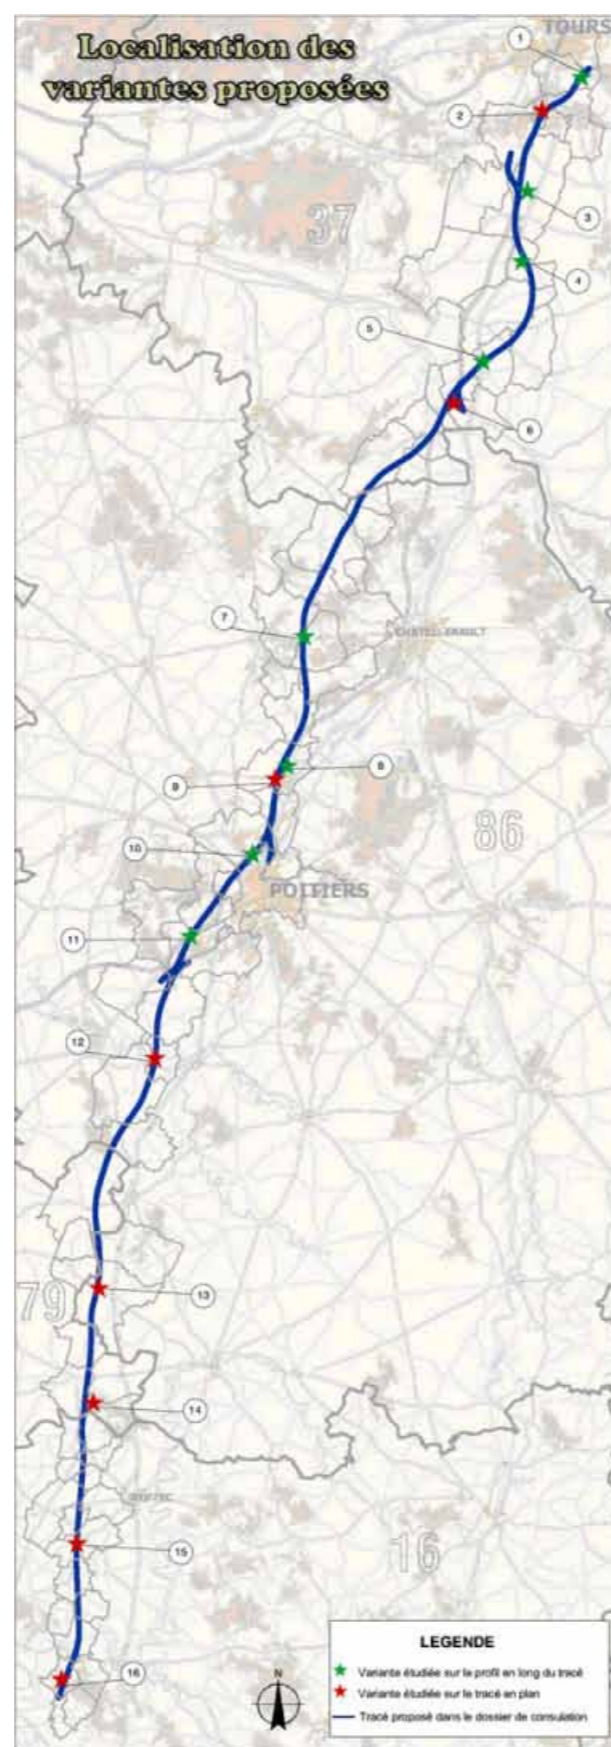 Localisation des
variantes proposées
TOURS
1
2
37
3
4
5
6
7
CHATELLERAULT
8
9
86
10
POITIERS
11
12
79
13
14
RUFFEC
15
16
16
N
LEGENDE
Variante étudiée sur le profil en long du tracé
Variante étudiée sur le tracé en plan
Tracé proposé dans le dossier de consulation